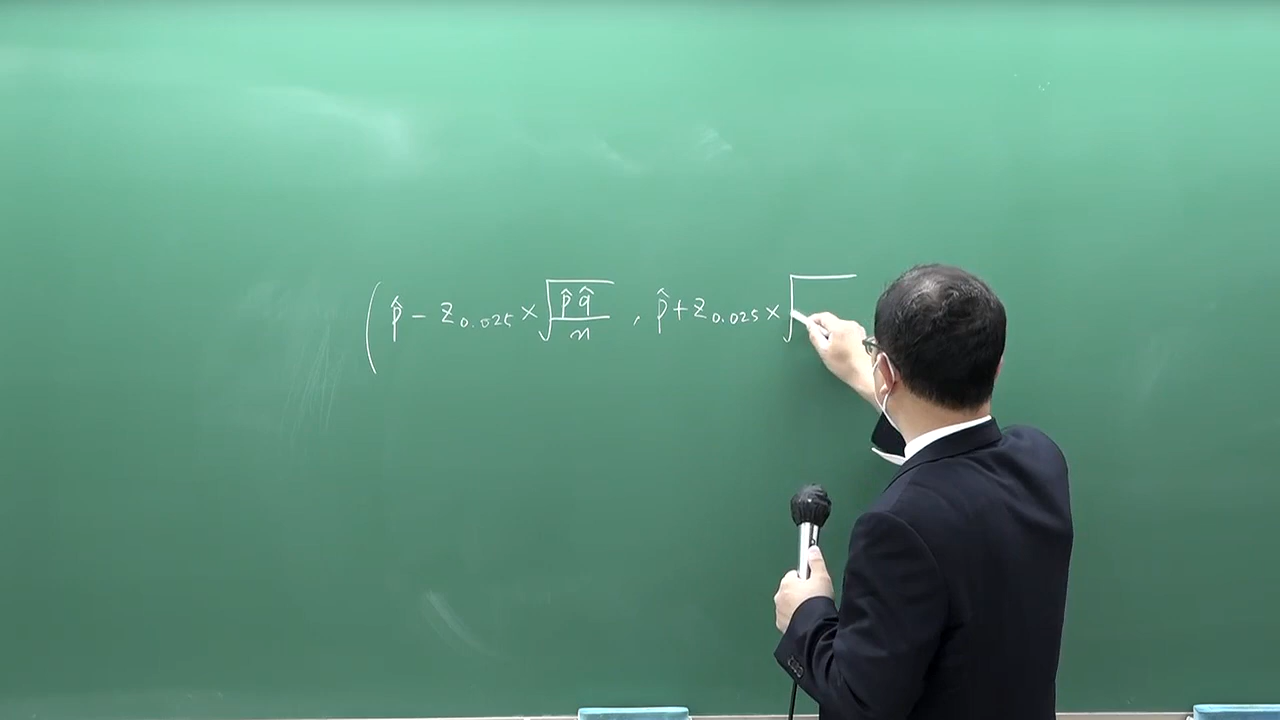 (p̂ − z₀.₀₂₅ × √(p̂ q̂ / n) , p̂ + z₀.₀₂₅ × √